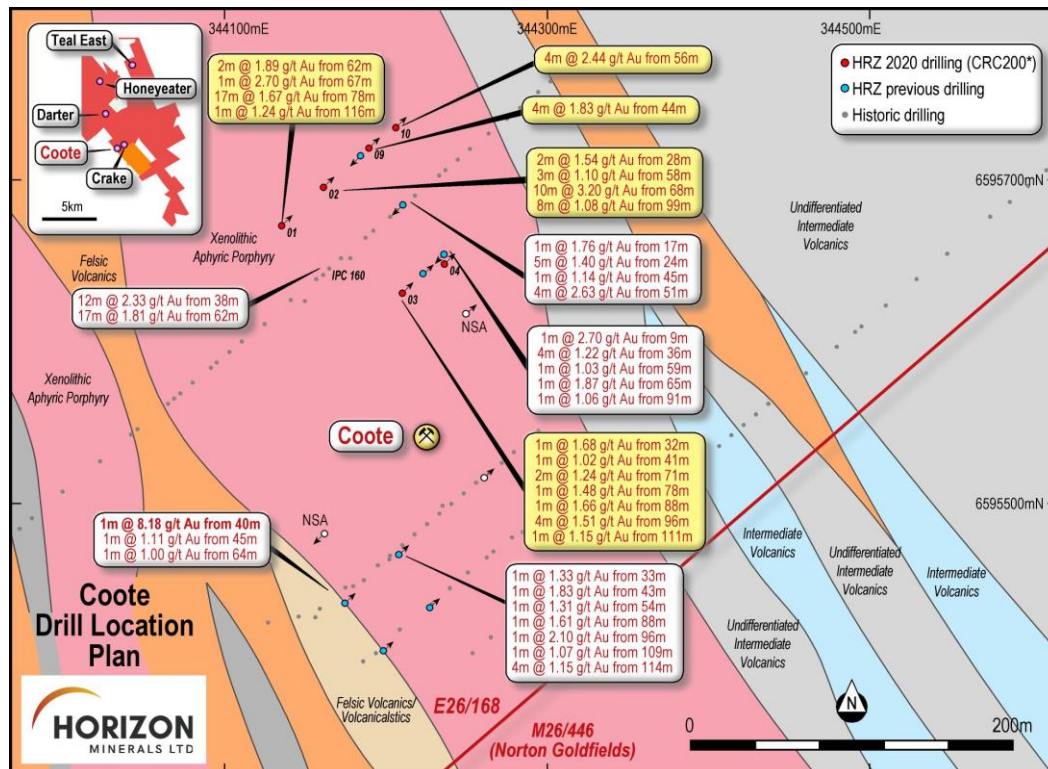 344100mE
344300mE
344500mE
Teal East
Honeyeater
Darter
Coote
Crake
5km
2m @ 1.89 g/t Au from 62m
1m @ 2.70 g/t Au from 67m
17m @ 1.67 g/t Au from 78m
1m @ 1.24 g/t Au from 116m
4m @ 2.44 g/t Au from 56m
HRZ 2020 drilling (CRC200*)
HRZ previous drilling
Historic drilling
4m @ 1.83 g/t Au from 44m
10
09
02
01
2m @ 1.54 g/t Au from 28m
3m @ 1.10 g/t Au from 58m
10m @ 3.20 g/t Au from 68m
8m @ 1.08 g/t Au from 99m
6595700mN
Undifferentiated
Intermediate
Volcanics
Xenolithic
Aphyric Porphyry
Felsic
Volcanics
IPC 160
04
03
NSA
1m @ 1.76 g/t Au from 17m
5m @ 1.40 g/t Au from 24m
1m @ 1.14 g/t Au from 45m
4m @ 2.63 g/t Au from 51m
12m @ 2.33 g/t Au from 38m
17m @ 1.81 g/t Au from 62m
1m @ 2.70 g/t Au from 9m
4m @ 1.22 g/t Au from 36m
1m @ 1.03 g/t Au from 59m
1m @ 1.87 g/t Au from 65m
1m @ 1.06 g/t Au from 91m
Xenolithic
Aphyric Porphyry
Coote
1m @ 1.68 g/t Au from 32m
1m @ 1.02 g/t Au from 41m
2m @ 1.24 g/t Au from 71m
1m @ 1.48 g/t Au from 78m
1m @ 1.66 g/t Au from 88m
4m @ 1.51 g/t Au from 96m
1m @ 1.15 g/t Au from 111m
6595500mN
NSA
1m @ 8.18 g/t Au from 40m
1m @ 1.11 g/t Au from 45m
1m @ 1.00 g/t Au from 64m
Intermediate
Volcanics
Undifferentiated
Intermediate
Volcanics
Intermediate
Volcanics
1m @ 1.33 g/t Au from 33m
1m @ 1.83 g/t Au from 43m
1m @ 1.31 g/t Au from 54m
1m @ 1.61 g/t Au from 88m
1m @ 2.10 g/t Au from 96m
1m @ 1.07 g/t Au from 109m
4m @ 1.15 g/t Au from 114m
Undifferentiated
Intermediate
Volcanics
Coote
Drill Location
Plan
Felsic Volcanics/
Volcanicalstics
E26/168
M26/446
(Norton Goldfields)
N
0
200m
HORIZON
MINERALS LTD